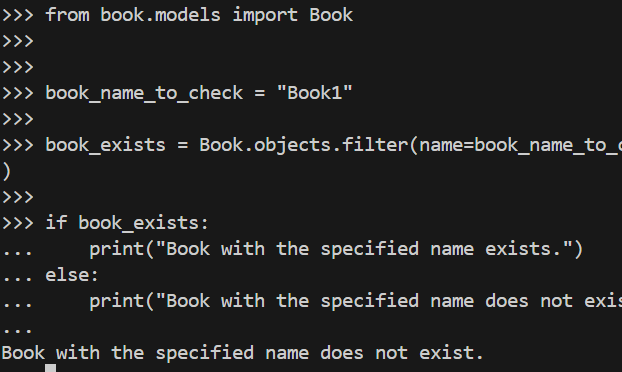 >>> from book.models import Book
>>>
>>>
>>> book_name_to_check = "Book1"
>>>
>>> book_exists = Book.objects.filter(name=book_name_to_
)
>>>
>>> if book_exists:
...     print("Book with the specified name exists.")
... else:
...     print("Book with the specified name does not exis
...
Book with the specified name does not exist.